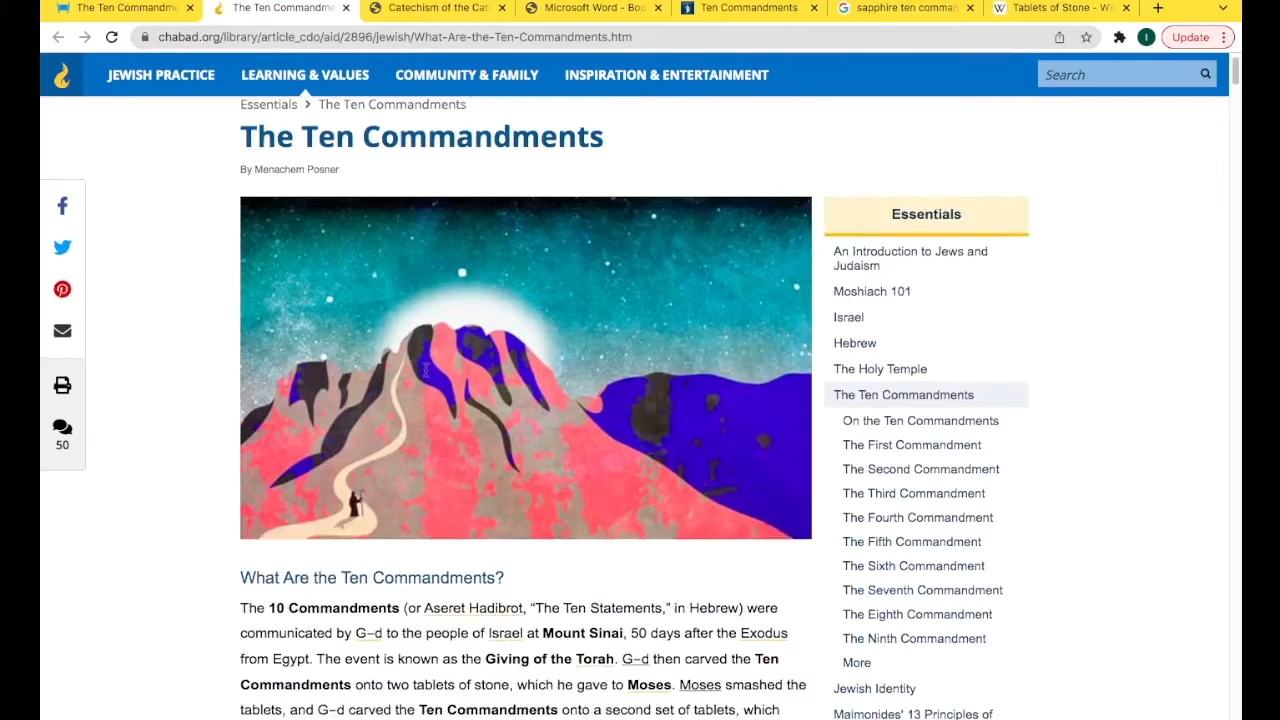 The Ten Commandme
The Ten Commandme
Catechism of the Cat
Microsoft Word - Boo
Ten Commandments
sapphire ten comman
Tablets of Stone - Wi
chabad.org/library/article_cdo/aid/2896/jewish/What-Are-the-Ten-Commandments.htm
Update
JEWISH PRACTICE LEARNING & VALUES COMMUNITY & FAMILY INSPIRATION & ENTERTAINMENT
Search
Essentials > The Ten Commandments
The Ten Commandments
By Menachem Posner
50
What Are the Ten Commandments?
The 10 Commandments (or Aseret Hadibrot, “The Ten Statements,” in Hebrew) were
communicated by G–d to the people of Israel at Mount Sinai, 50 days after the Exodus
from Egypt. The event is known as the Giving of the Torah. G–d then carved the Ten
Commandments onto two tablets of stone, which he gave to Moses. Moses smashed the
tablets, and G–d carved the Ten Commandments onto a second set of tablets, which
Essentials
An Introduction to Jews and
Judaism
Moshiach 101
Israel
Hebrew
The Holy Temple
The Ten Commandments
On the Ten Commandments
The First Commandment
The Second Commandment
The Third Commandment
The Fourth Commandment
The Fifth Commandment
The Sixth Commandment
The Seventh Commandment
The Eighth Commandment
The Ninth Commandment
More
Jewish Identity
Maimonides' 13 Principles of